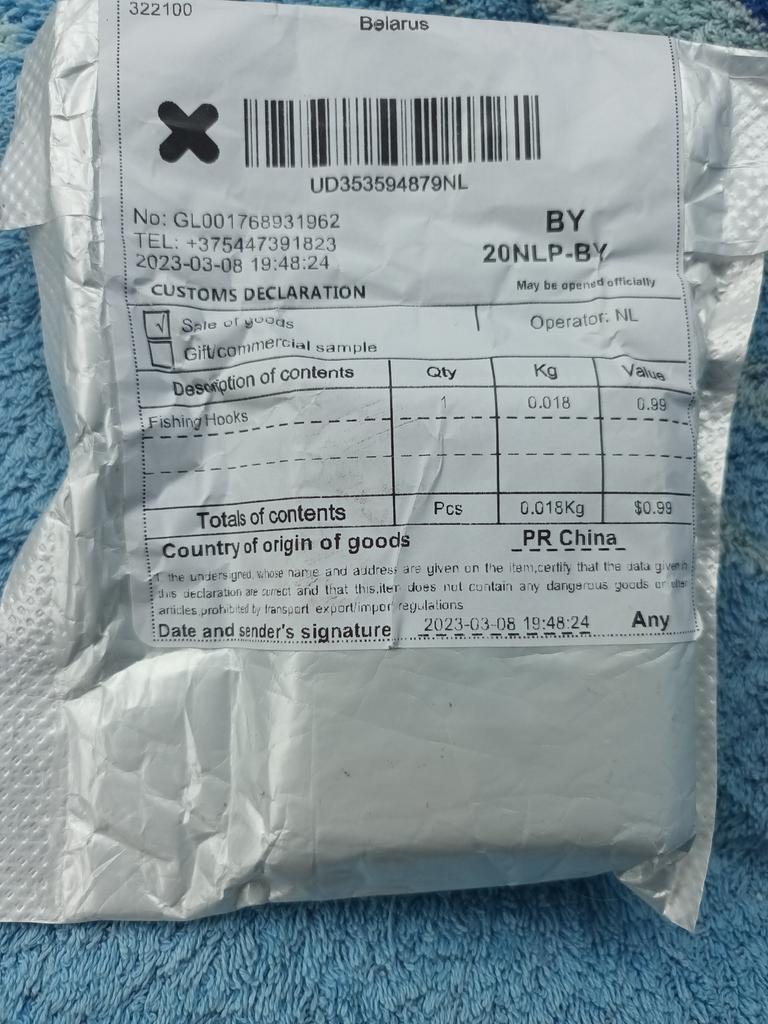 322100
Belarus
UD353594879NL
No: GL001768931962
TEL: +375447391823
2023-03-08 19:48:24
BY
20NLP-BY
CUSTOMS DECLARATION
May be opened officially
√ Sale of goods
Operator: NL
Gift/commercial sample
Description of contents Qty Kg Value
Fishing Hooks 1 0.018 0.99
Totals of contents Pcs 0.018Kg $0.99
Country of origin of goods PR China
I the undersigned, whose name and address are given on the item,certify that the data given in
this declaration are correct and that this,item does not contain any dangerous goods or other
articles,prohibited by transport export/impor regulations
Date and sender's signature 2023-03-08 19:48:24 Any